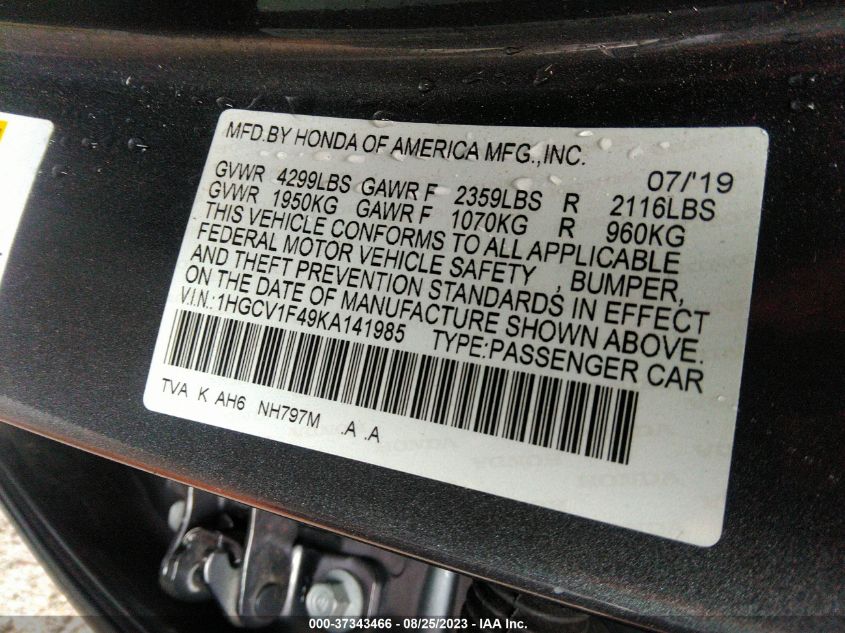 MFD.BY HONDA OF AMERICA MFG.,INC.
07/'19
GVWR 4299LBS GAWR F 2359LBS R 2116LBS
GVWR 1950KG GAWR F 1070KG R 960KG
THIS VEHICLE CONFORMS TO ALL APPLICABLE
FEDERAL MOTOR VEHICLE SAFETY , BUMPER,
AND THEFT PREVENTION STANDARDS IN EFFECT
ON THE DATE OF MANUFACTURE SHOWN ABOVE.
V.I.N.:1HGCV1F49KA141985 TYPE:PASSENGER CAR
TVA K AH6 NH797M .A .A
HONDA HONDA HONDA
000-37343466 - 08/25/2023 - IAA Inc.